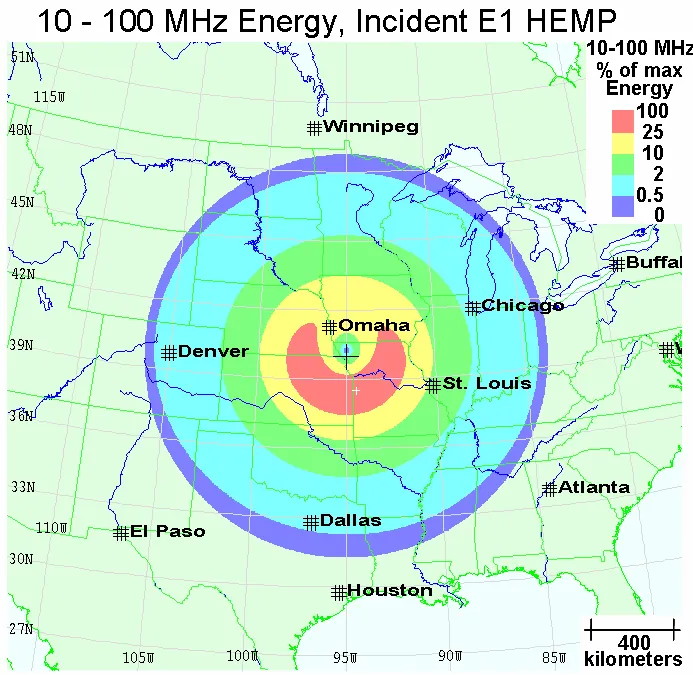 10 - 100 MHz Energy, Incident E1 HEMP
10-100 MHz
% of max
Energy
100
25
10
2
0.5
0
51N
115W
48N
Winnipeg
45N
42N
Buffal
Chicago
Omaha
39N
Denver
St. Louis
36N
33N
Atlanta
110W
El Paso
Dallas
30N
Houston
27N
105W
100W
95W
90W
85W
400
kilometers